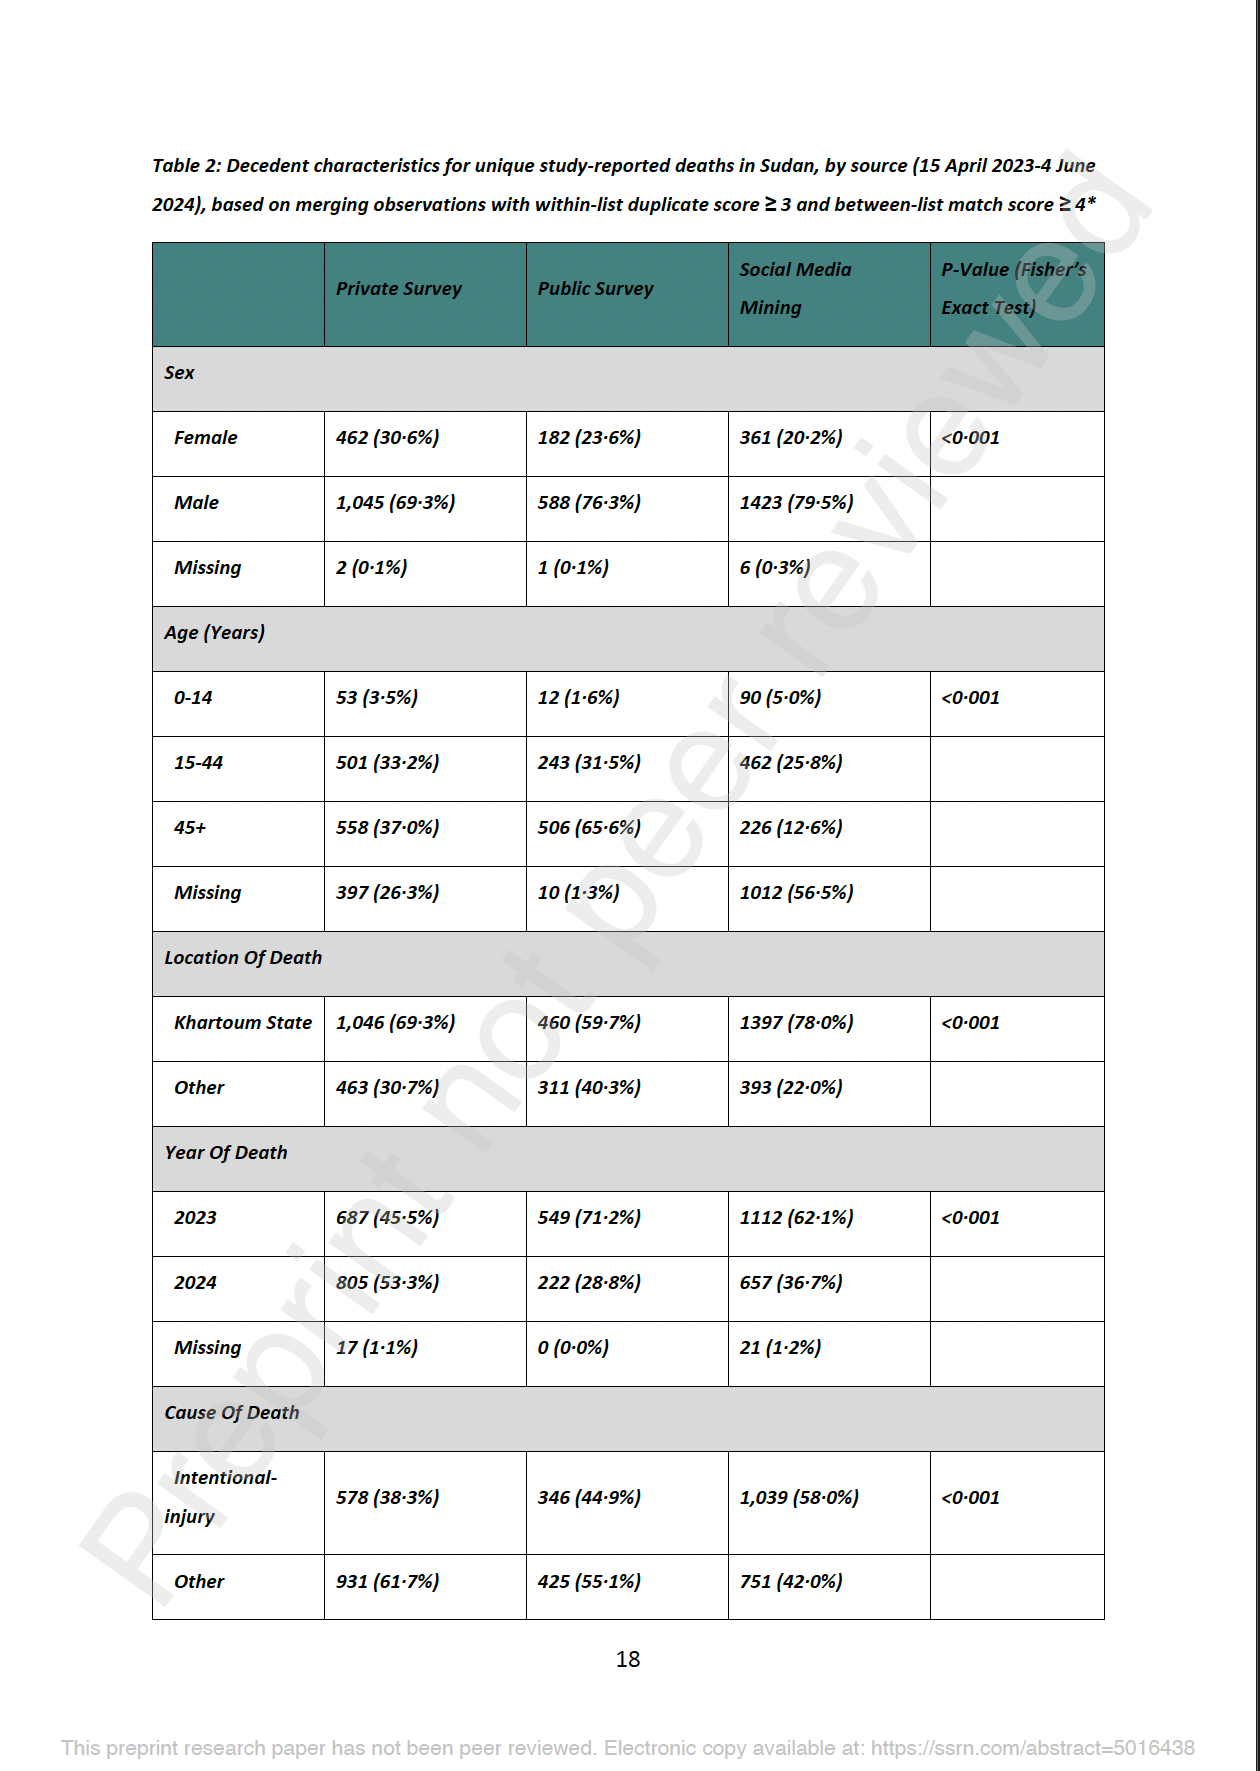 Table 2: Decedent characteristics for unique study-reported deaths in Sudan, by source (15 April 2023-4 June
2024), based on merging observations with within-list duplicate score ≥ 3 and between-list match score ≥ 4*
Private Survey Public Survey Social Media Mining P-Value (Fisher's Exact Test)
Sex
Female 462 (30·6%) 182 (23·6%) 361 (20·2%) <0·001
Male 1,045 (69·3%) 588 (76·3%) 1423 (79·5%)
Missing 2 (0·1%) 1 (0·1%) 6 (0·3%)
Age (Years)
0-14 53 (3·5%) 12 (1·6%) 90 (5·0%) <0·001
15-44 501 (33·2%) 243 (31·5%) 462 (25·8%)
45+ 558 (37·0%) 506 (65·6%) 226 (12·6%)
Missing 397 (26·3%) 10 (1·3%) 1012 (56·5%)
Location Of Death
Khartoum State 1,046 (69·3%) 460 (59·7%) 1397 (78·0%) <0·001
Other 463 (30·7%) 311 (40·3%) 393 (22·0%)
Year Of Death
2023 687 (45·5%) 549 (71·2%) 1112 (62·1%) <0·001
2024 805 (53·3%) 222 (28·8%) 657 (36·7%)
Missing 17 (1·1%) 0 (0·0%) 21 (1·2%)
Cause Of Death
Intentional-injury 578 (38·3%) 346 (44·9%) 1,039 (58·0%) <0·001
Other 931 (61·7%) 425 (55·1%) 751 (42·0%)
18
This preprint research paper has not been peer reviewed. Electronic copy available at: https://ssrn.com/abstract=5016438
Preprint not peer reviewed